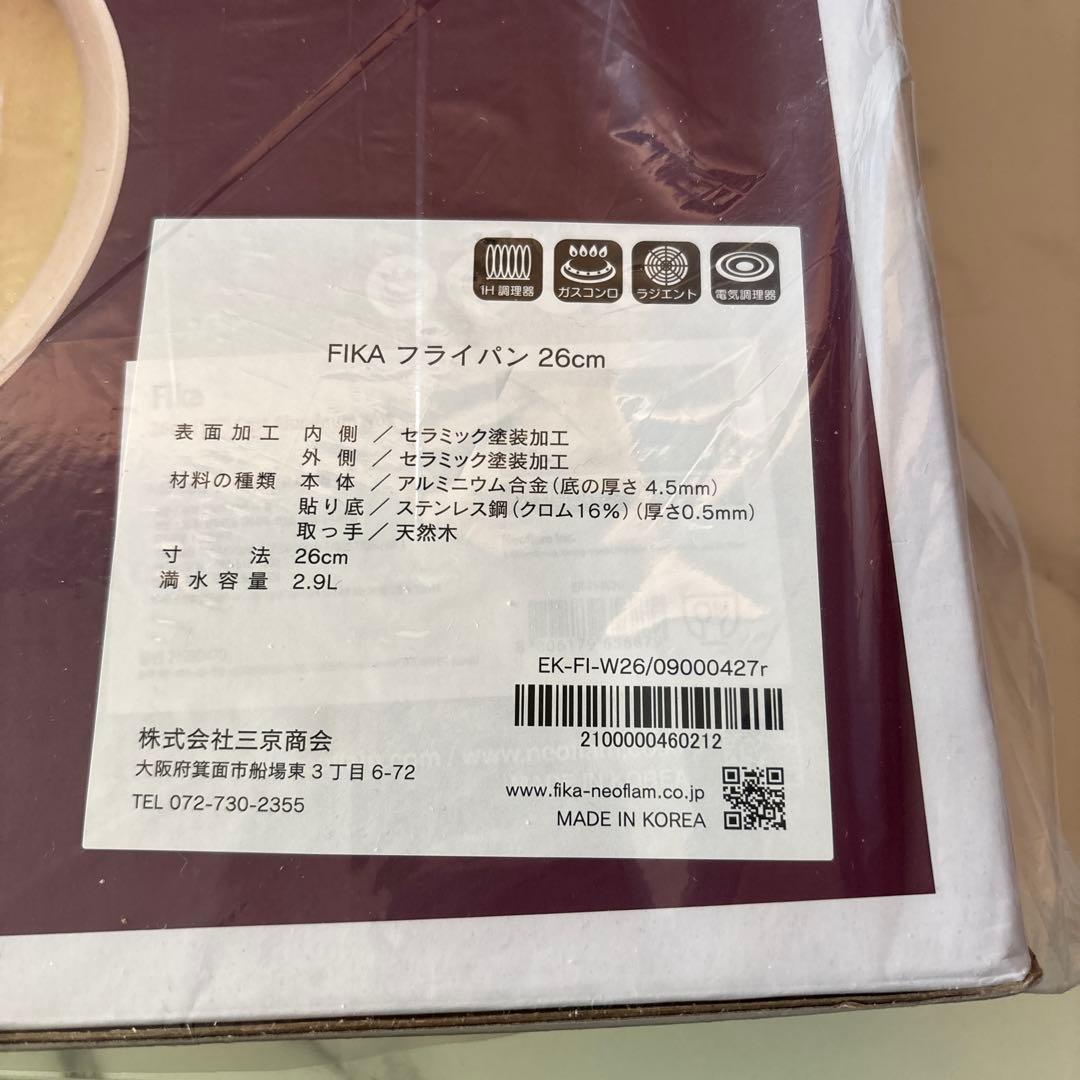 IH 調理器
ガスコンロ
ラジエント
電気調理器
FIKA フライパン 26cm
表面加工 内側／セラミック塗装加工
外側／セラミック塗装加工
材料の種類 本体／アルミニウム合金(底の厚さ 4.5mm)
貼り底／ステンレス鋼(クロム16%)(厚さ0.5mm)
取っ手／天然木
寸法 26cm
満水容量 2.9L
EK-FI-W26/09000427r
2100000460212
株式会社三京商会
大阪府箕面市船場東3丁目6-72
TEL 072-730-2355
www.fika-neoflam.co.jp
MADE IN KOREA